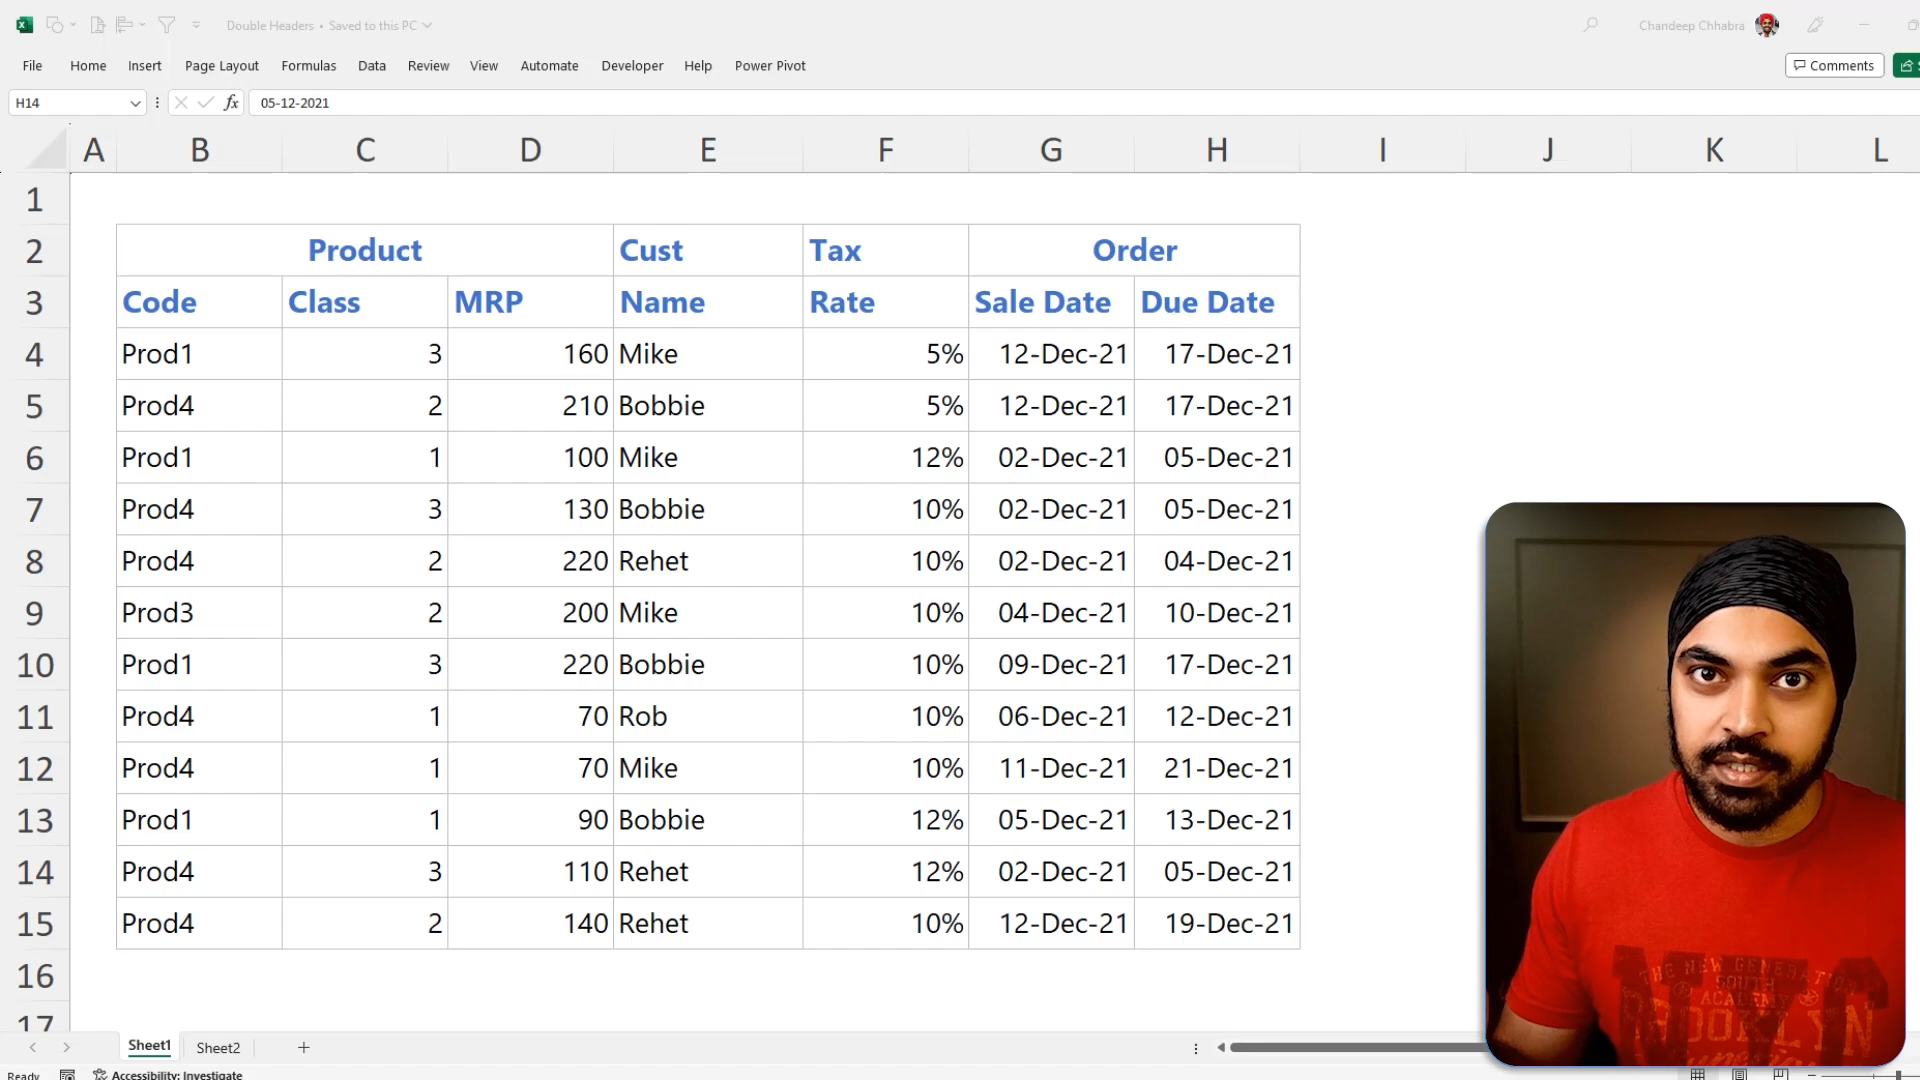 Double Headers • Saved to this PC
Chandeep Chhabra
File Home Insert Page Layout Formulas Data Review View Automate Developer Help Power Pivot
Comments
H14 fx 05-12-2021
A B C D E F G H I J K L
1
2 Product Cust Tax Order
3 Code Class MRP Name Rate Sale Date Due Date
4 Prod1 3 160 Mike 5% 12-Dec-21 17-Dec-21
5 Prod4 2 210 Bobbie 5% 12-Dec-21 17-Dec-21
6 Prod1 1 100 Mike 12% 02-Dec-21 05-Dec-21
7 Prod4 3 130 Bobbie 10% 02-Dec-21 05-Dec-21
8 Prod4 2 220 Rehet 10% 02-Dec-21 04-Dec-21
9 Prod3 2 200 Mike 10% 04-Dec-21 10-Dec-21
10 Prod1 3 220 Bobbie 10% 09-Dec-21 17-Dec-21
11 Prod4 1 70 Rob 10% 06-Dec-21 12-Dec-21
12 Prod4 1 70 Mike 10% 11-Dec-21 21-Dec-21
13 Prod1 1 90 Bobbie 12% 05-Dec-21 13-Dec-21
14 Prod4 3 110 Rehet 12% 02-Dec-21 05-Dec-21
15 Prod4 2 140 Rehet 10% 12-Dec-21 19-Dec-21
16
17
THE NEW GENERATION
SOUTH
ACADEMY
BROOKLYN
Sheet1 Sheet2
Ready Accessibility: Investigate